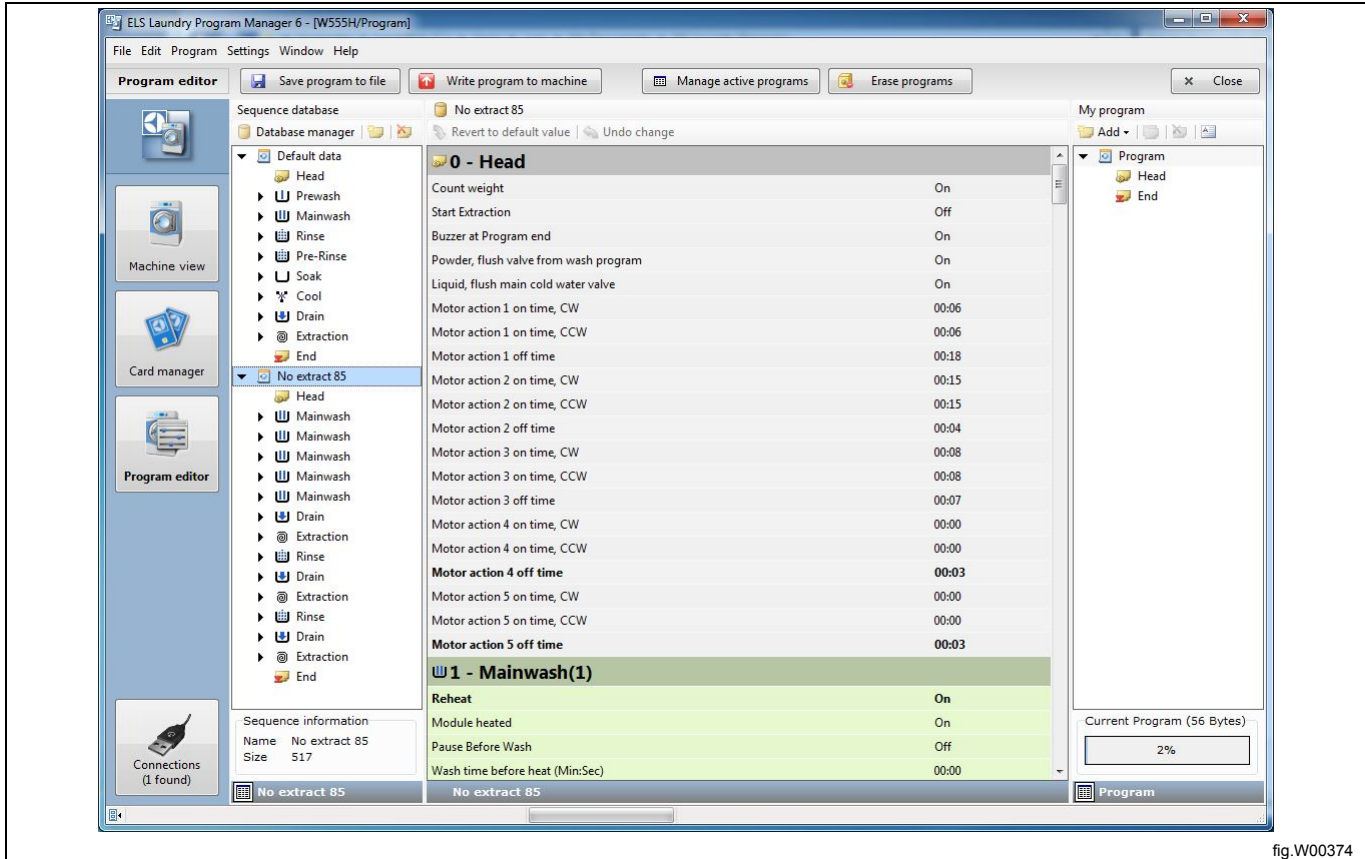 ELS Laundry Program Manager 6 - [W555H/Program]
File Edit Program Settings Window Help
Program editor
Save program to file
Write program to machine
Manage active programs
Erase programs
Close
Machine view
Card manager
Program editor
Connections
(1 found)
Sequence database
Database manager
Default data
Head
Prewash
Mainwash
Rinse
Pre-Rinse
Soak
Cool
Drain
Extraction
End
No extract 85
Head
Mainwash
Mainwash
Mainwash
Mainwash
Mainwash
Drain
Extraction
Rinse
Drain
Extraction
Rinse
Drain
Extraction
End
Sequence information
Name No extract 85
Size 517
No extract 85
No extract 85
Revert to default value Undo change
0 - Head
Count weight On
Start Extraction Off
Buzzer at Program end On
Powder, flush valve from wash program On
Liquid, flush main cold water valve On
Motor action 1 on time, CW 00:06
Motor action 1 on time, CCW 00:06
Motor action 1 off time 00:18
Motor action 2 on time, CW 00:15
Motor action 2 on time, CCW 00:15
Motor action 2 off time 00:04
Motor action 3 on time, CW 00:08
Motor action 3 on time, CCW 00:08
Motor action 3 off time 00:07
Motor action 4 on time, CW 00:00
Motor action 4 on time, CCW 00:00
Motor action 4 off time 00:03
Motor action 5 on time, CW 00:00
Motor action 5 on time, CCW 00:00
Motor action 5 off time 00:03
1 - Mainwash(1)
Reheat On
Module heated On
Pause Before Wash Off
Wash time before heat (Min:Sec) 00:00
No extract 85
My program
Add
Program
Head
End
Current Program (56 Bytes)
2%
Program
fig.W00374